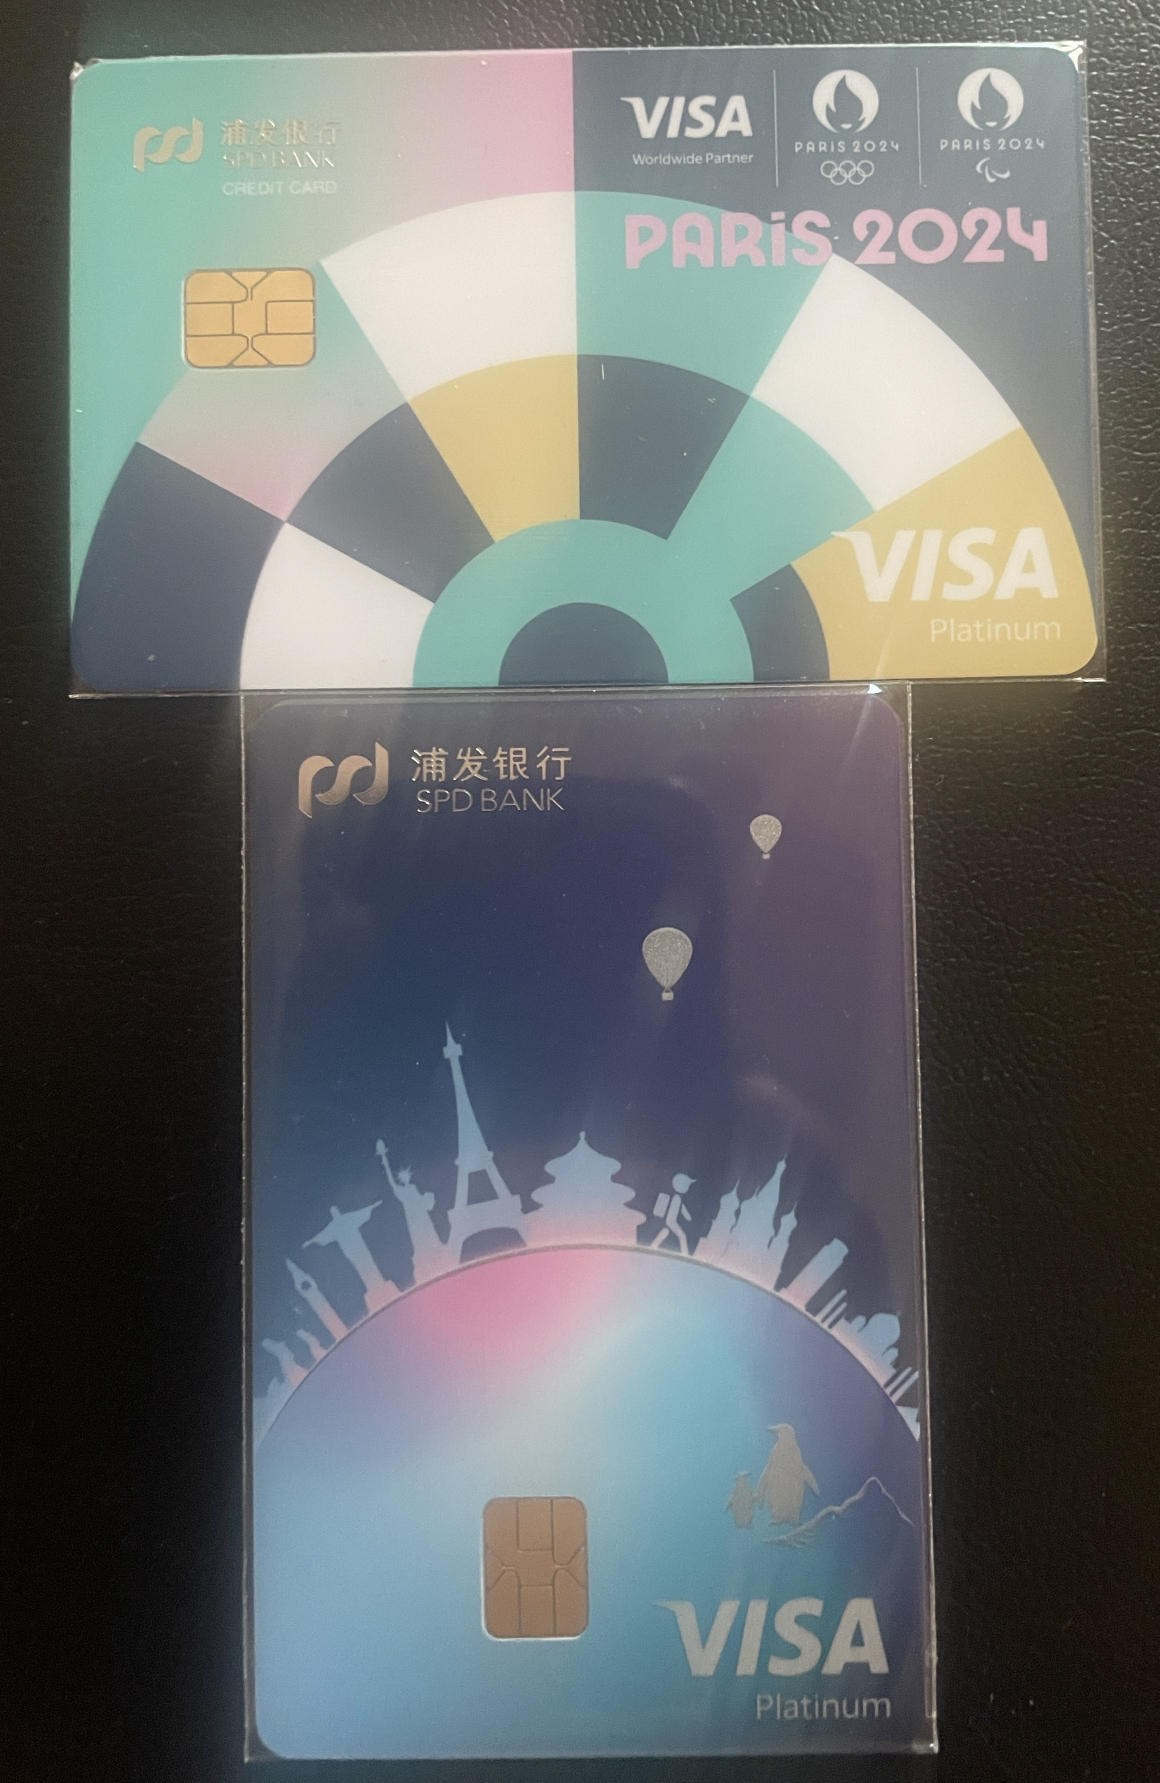 浦发银行
SPD BANK
CREDIT CARD
VISA
Worldwide Partner
PARIS 2024
PARIS 2024
PARiS 2024
VISA
Platinum
浦发银行
SPD BANK
VISA
Platinum